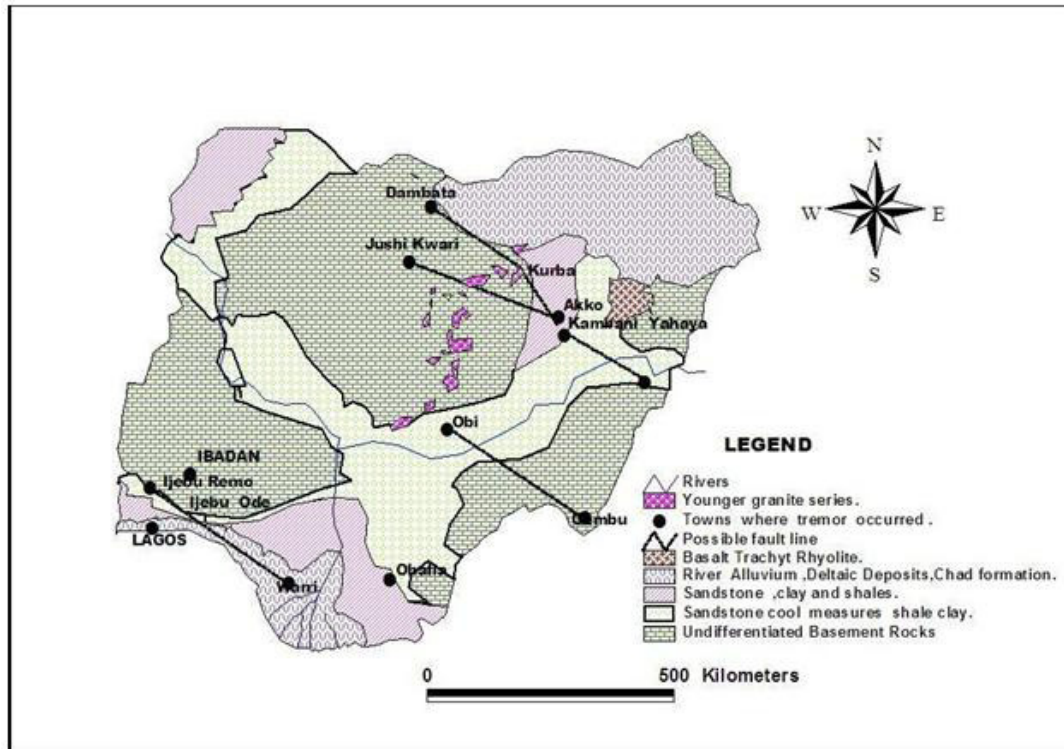 N
W E
S
Dambata
Jushi Kwari
Kurba
Akko
Kamwani Yahaya
Obi
IBADAN
Ijebu Remo
Ijebu Ode
LAGOS
Warri
Obafia
LEGEND
Rivers
Younger granite series.
Towns where tremor occurred.
Possible fault line
Basalt Trachyt Rhyolite.
River Alluvium ,Deltaic Deposits,Chad formation.
Sandstone ,clay and shales.
Sandstone cool measures shale clay.
Undifferentiated Basement Rocks
0 500 Kilometers